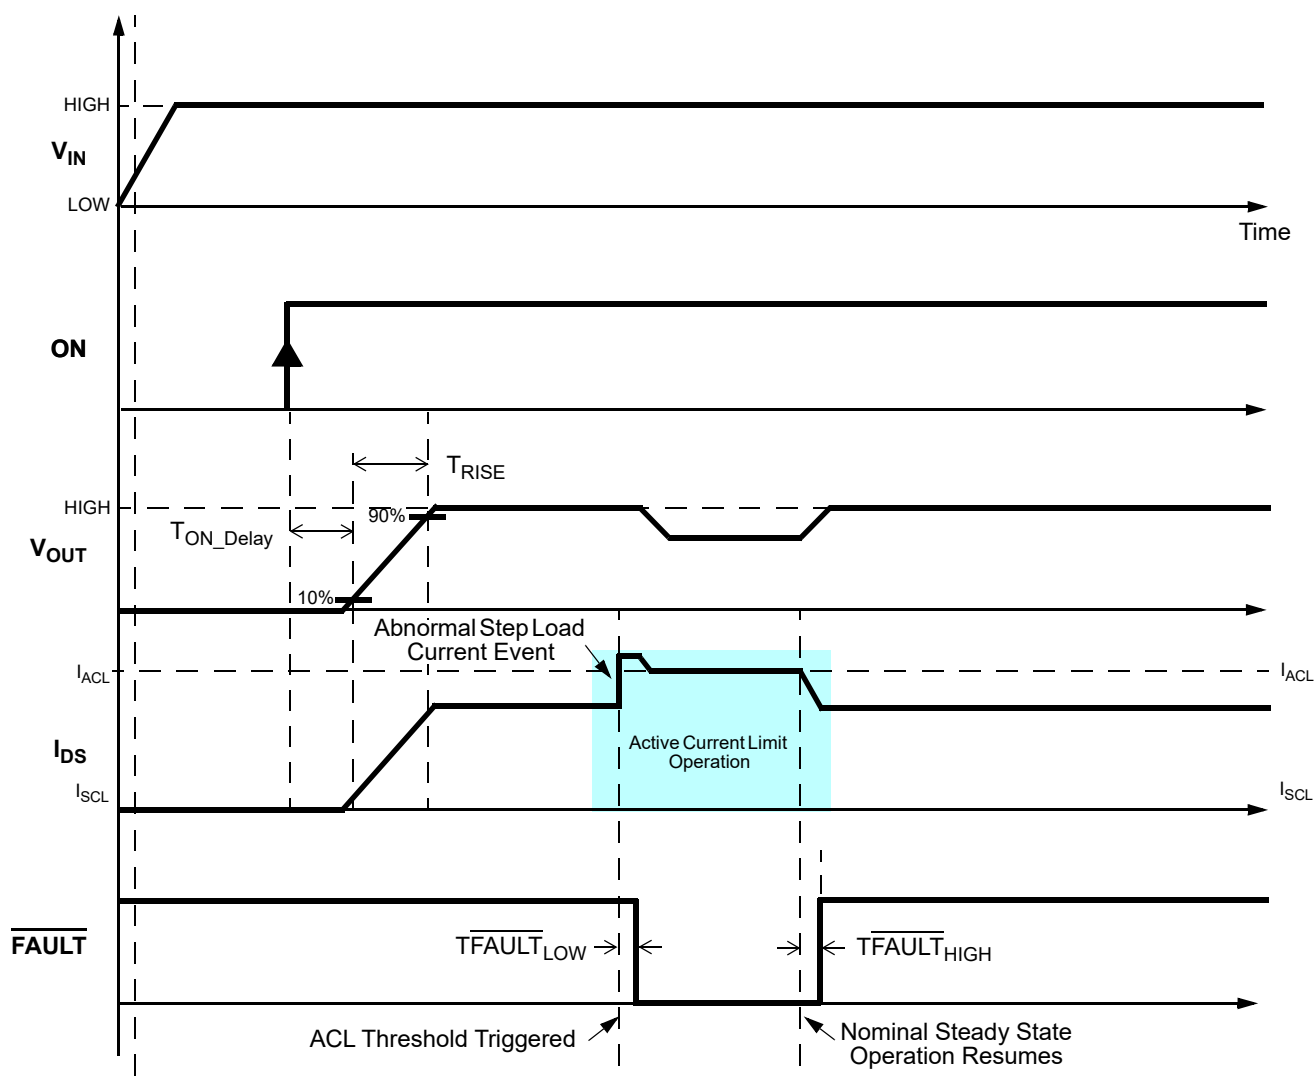 HIGH
VIN
LOW
Time
ON
TRISE
HIGH
90%
TON_Delay
VOUT
10%
Abnormal Step Load
Current Event
IACL
IACL
Active Current Limit
Operation
IDS
ISCL
ISCL
FAULT
TFAULTLOW
TFAULTHIGH
ACL Threshold Triggered
Nominal Steady State
Operation Resumes